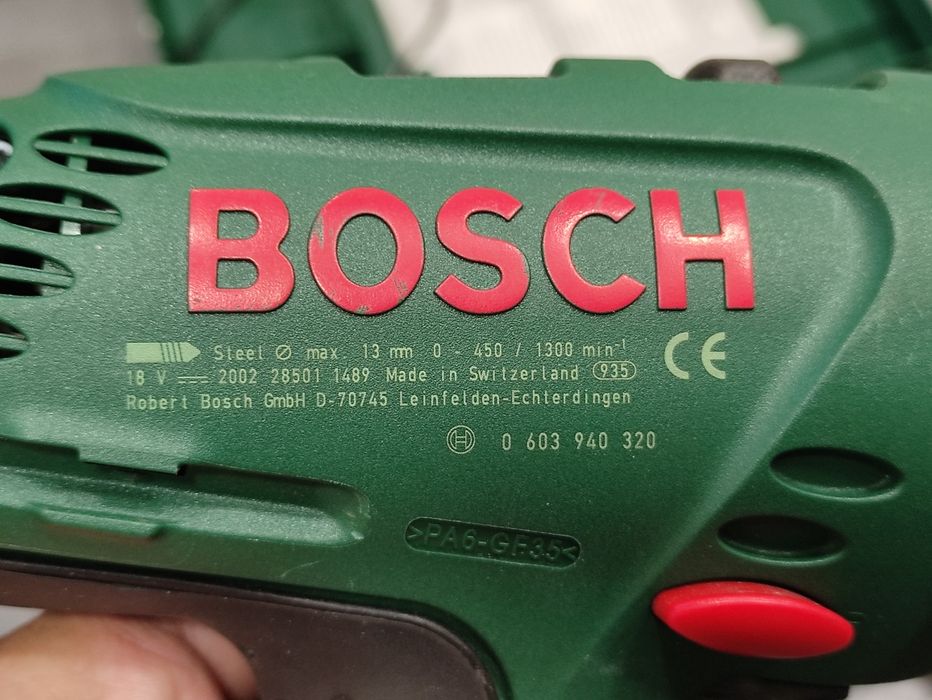 BOSCH
Steel Ø max. 13 mm 0 - 450 / 1300 min⁻¹ CE
18 V ⎓ 2002 28501 1489 Made in Switzerland 935
Robert Bosch GmbH D-70745 Leinfelden-Echterdingen
0 603 940 320
>PA6-GF35<